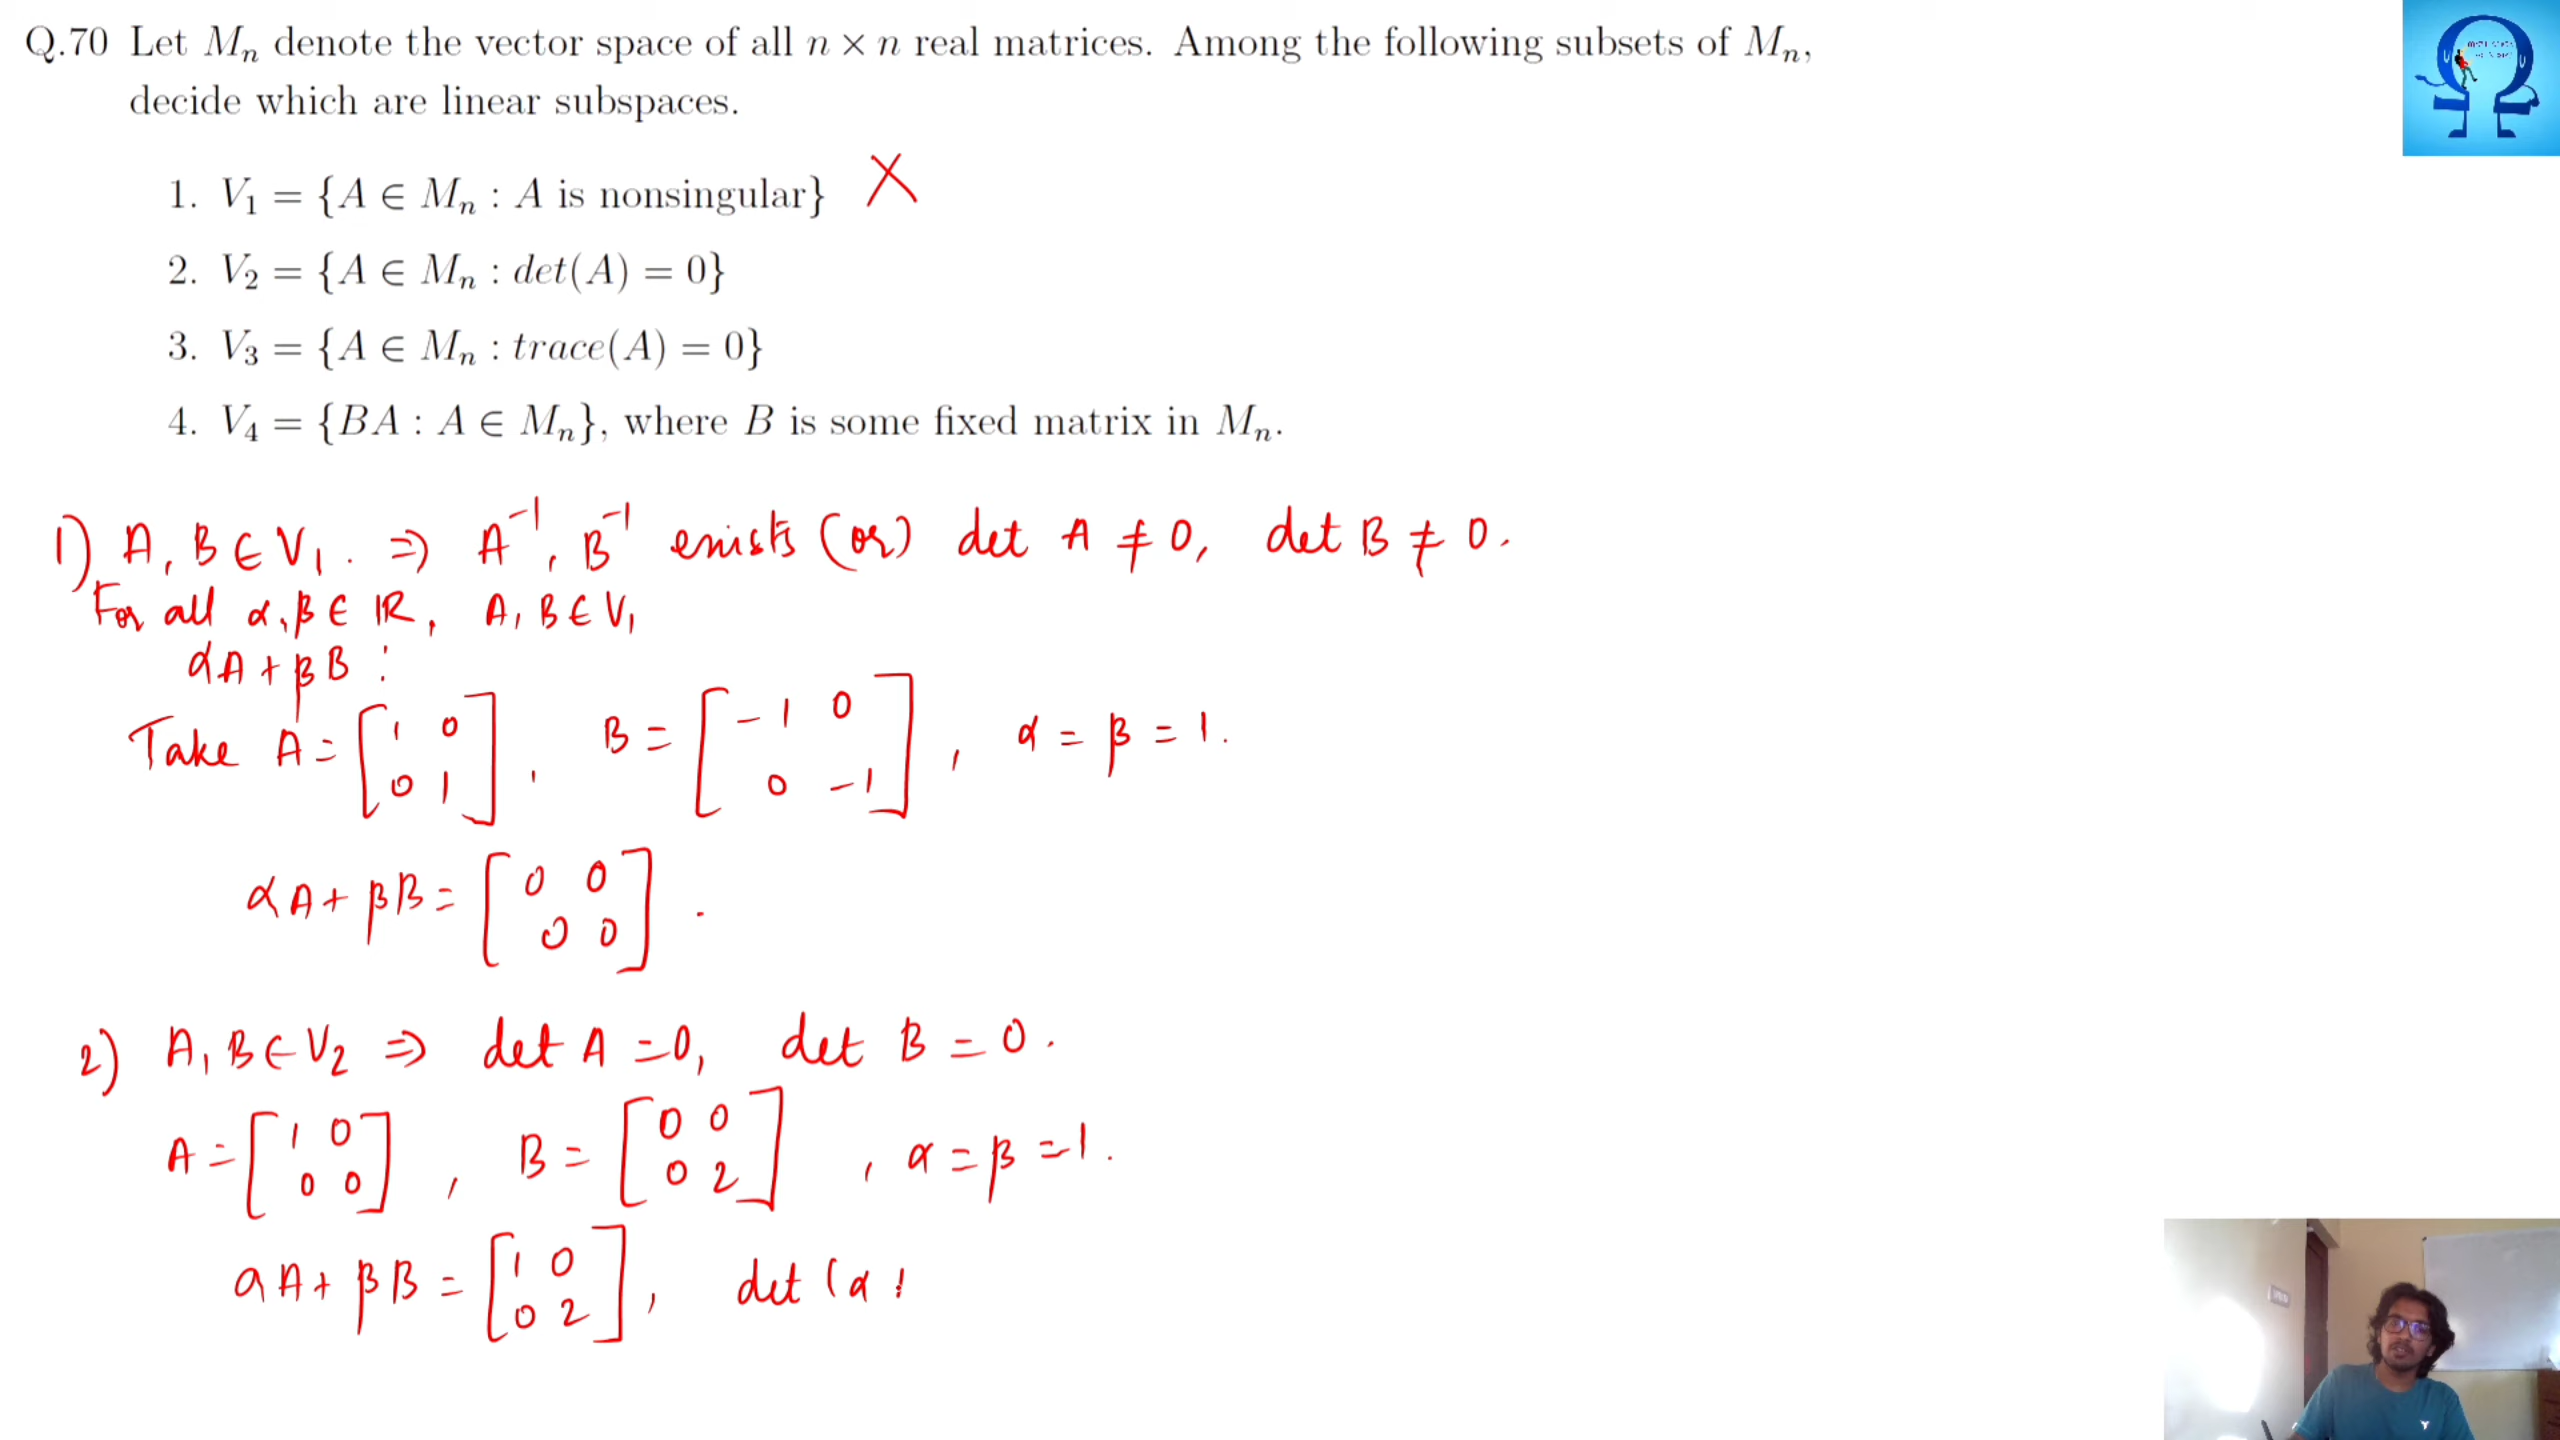 Q.70 Let Mₙ denote the vector space of all n × n real matrices. Among the following subsets of Mₙ,
decide which are linear subspaces.
1. V₁ = {A ∈ Mₙ : A is nonsingular} X
2. V₂ = {A ∈ Mₙ : det(A) = 0}
3. V₃ = {A ∈ Mₙ : trace(A) = 0}
4. V₄ = {BA : A ∈ Mₙ}, where B is some fixed matrix in Mₙ.
1) A, B ∈ V₁. ⇒ A⁻¹, B⁻¹ exists (or) det A ≠ 0, det B ≠ 0.
For all α, β ∈ ℝ, A, B ∈ V₁
αA + βB :
Take A = [1 0; 0 1], B = [-1 0; 0 -1], α = β = 1.
αA + βB = [0 0; 0 0].
2) A, B ∈ V₂ ⇒ det A = 0, det B = 0.
A = [1 0; 0 0], B = [0 0; 0 2], α = β = 1.
αA + βB = [1 0; 0 2], det (α